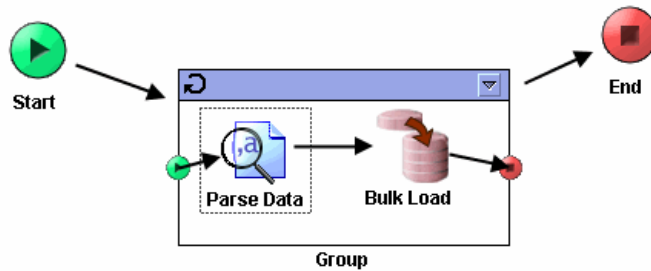 Start
End
,a
Parse Data
Bulk Load
Group